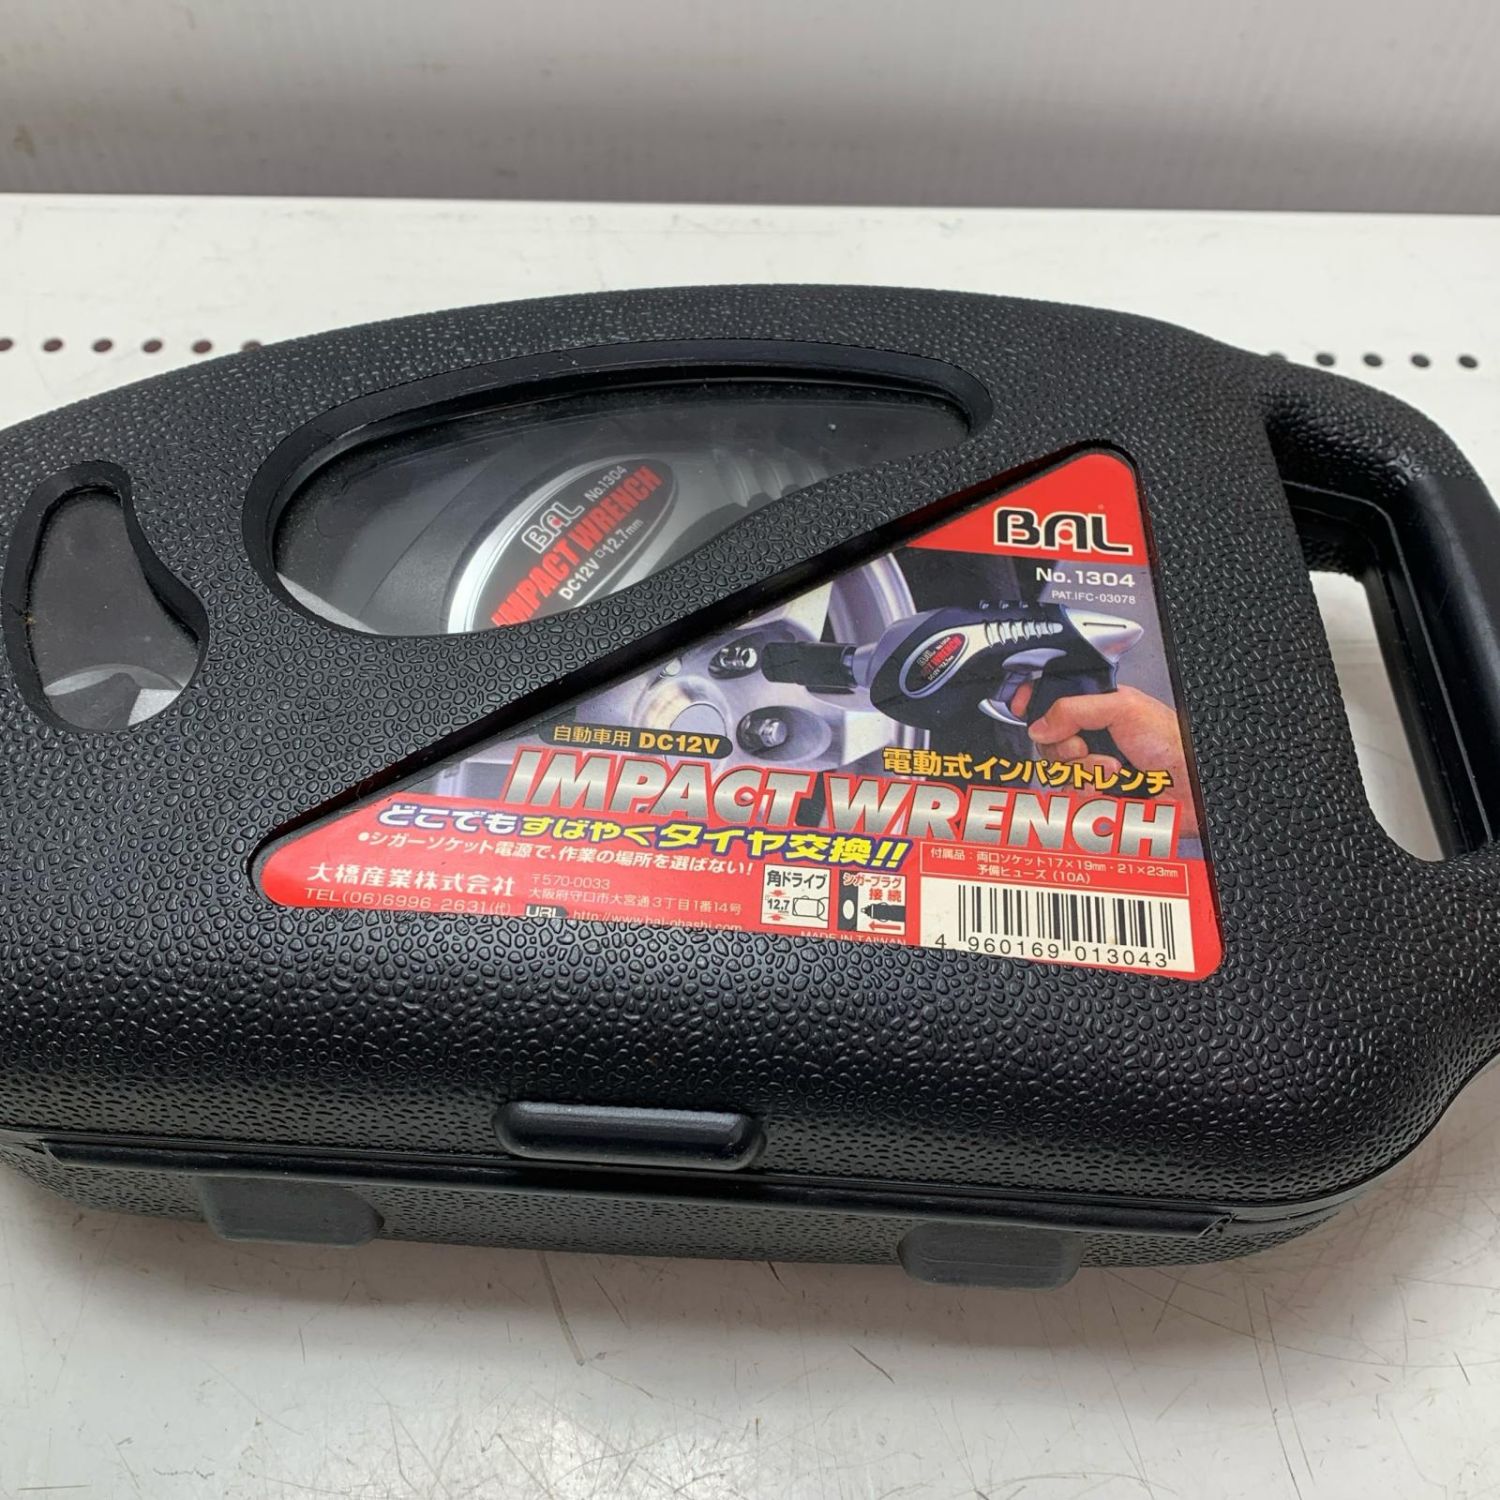 BAL No.1304
IMPACT WRENCH
DC12V □12.7mm
BAL
No.1304
PAT.IFC-03078
自動車用 DC12V
電動式インパクトレンチ
IMPACT WRENCH
どこでもすばやくタイヤ交換!!
●シガーソケット電源で、作業の場所を選ばない!
大橋産業株式会社
〒570-0033
大阪府守口市大宮通3丁目1番14号
TEL(06)6996-2631(代) URL http://www.bal-ohashi.com
角ドライブ
12.7
シガープラグ
接続
MADE IN TAIWAN
付属品:両口ソケット17×19mm・21×23mm
予備ヒューズ(10A)
4 960169 013043